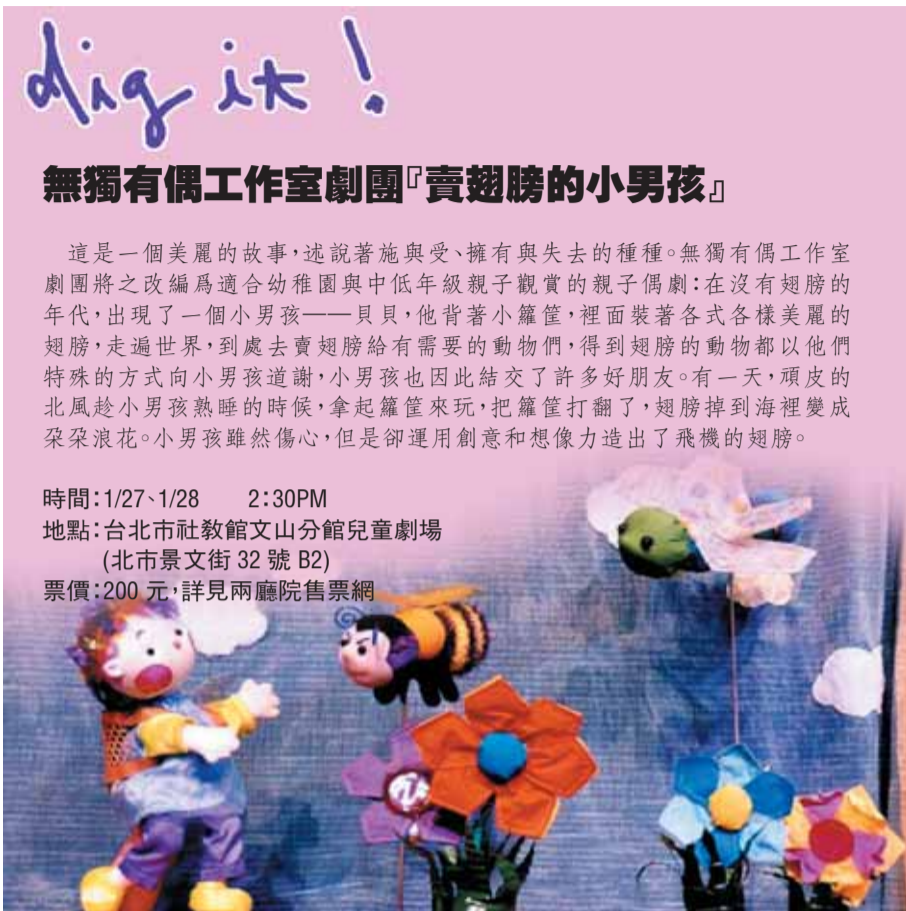 dig it!
無獨有偶工作室劇團『賣翅膀的小男孩』
這是一個美麗的故事，述說著施與受、擁有與失去的種種。無獨有偶工作室
劇團將之改編爲適合幼稚園與中低年級親子觀賞的親子偶劇：在沒有翅膀的
年代，出現了一個小男孩——貝貝，他背著小籮筐，裡面裝著各式各樣美麗的
翅膀，走遍世界，到處去賣翅膀給有需要的動物們，得到翅膀的動物都以他們
特殊的方式向小男孩道謝，小男孩也因此結交了許多好朋友。有一天，頑皮的
北風趁小男孩熟睡的時候，拿起籮筐來玩，把籮筐打翻了，翅膀掉到海裡變成
朵朵浪花。小男孩雖然傷心，但是卻運用創意和想像力造出了飛機的翅膀。
時間：1/27、1/28　2：30PM
地點：台北市社教館文山分館兒童劇場
(北市景文街 32 號 B2)
票價：200 元，詳見兩廳院售票網